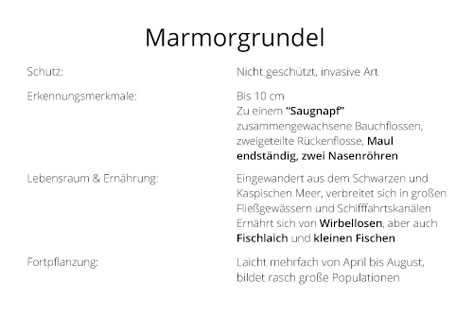 Marmorgrundel
Schutz:
Nicht geschützt, invasive Art
Erkennungsmerkmale:
Bis 10 cm
Zu einem “Saugnapf”
zusammengewachsene Bauchflossen,
zweigeteilte Rückenflosse, Maul
endständig, zwei Nasenröhren
Lebensraum & Ernährung:
Eingewandert aus dem Schwarzen und
Kaspischen Meer, verbreitet sich in großen
Fließgewässern und Schifffahrtskanälen
Ernährt sich von Wirbellosen, aber auch
Fischlaich und kleinen Fischen
Fortpflanzung:
Laicht mehrfach von April bis August,
bildet rasch große Populationen